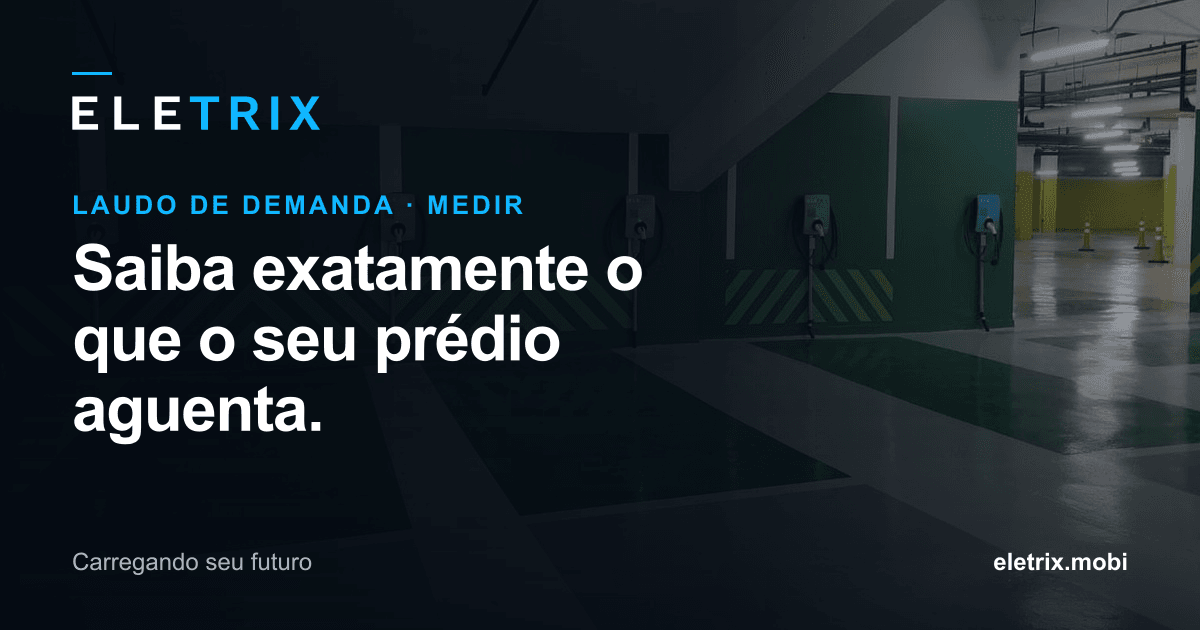 ELETRIX
LAUDO DE DEMANDA · MEDIR
Saiba exatamente o
que o seu prédio
aguenta.
Carregando seu futuro
eletrix.mobi